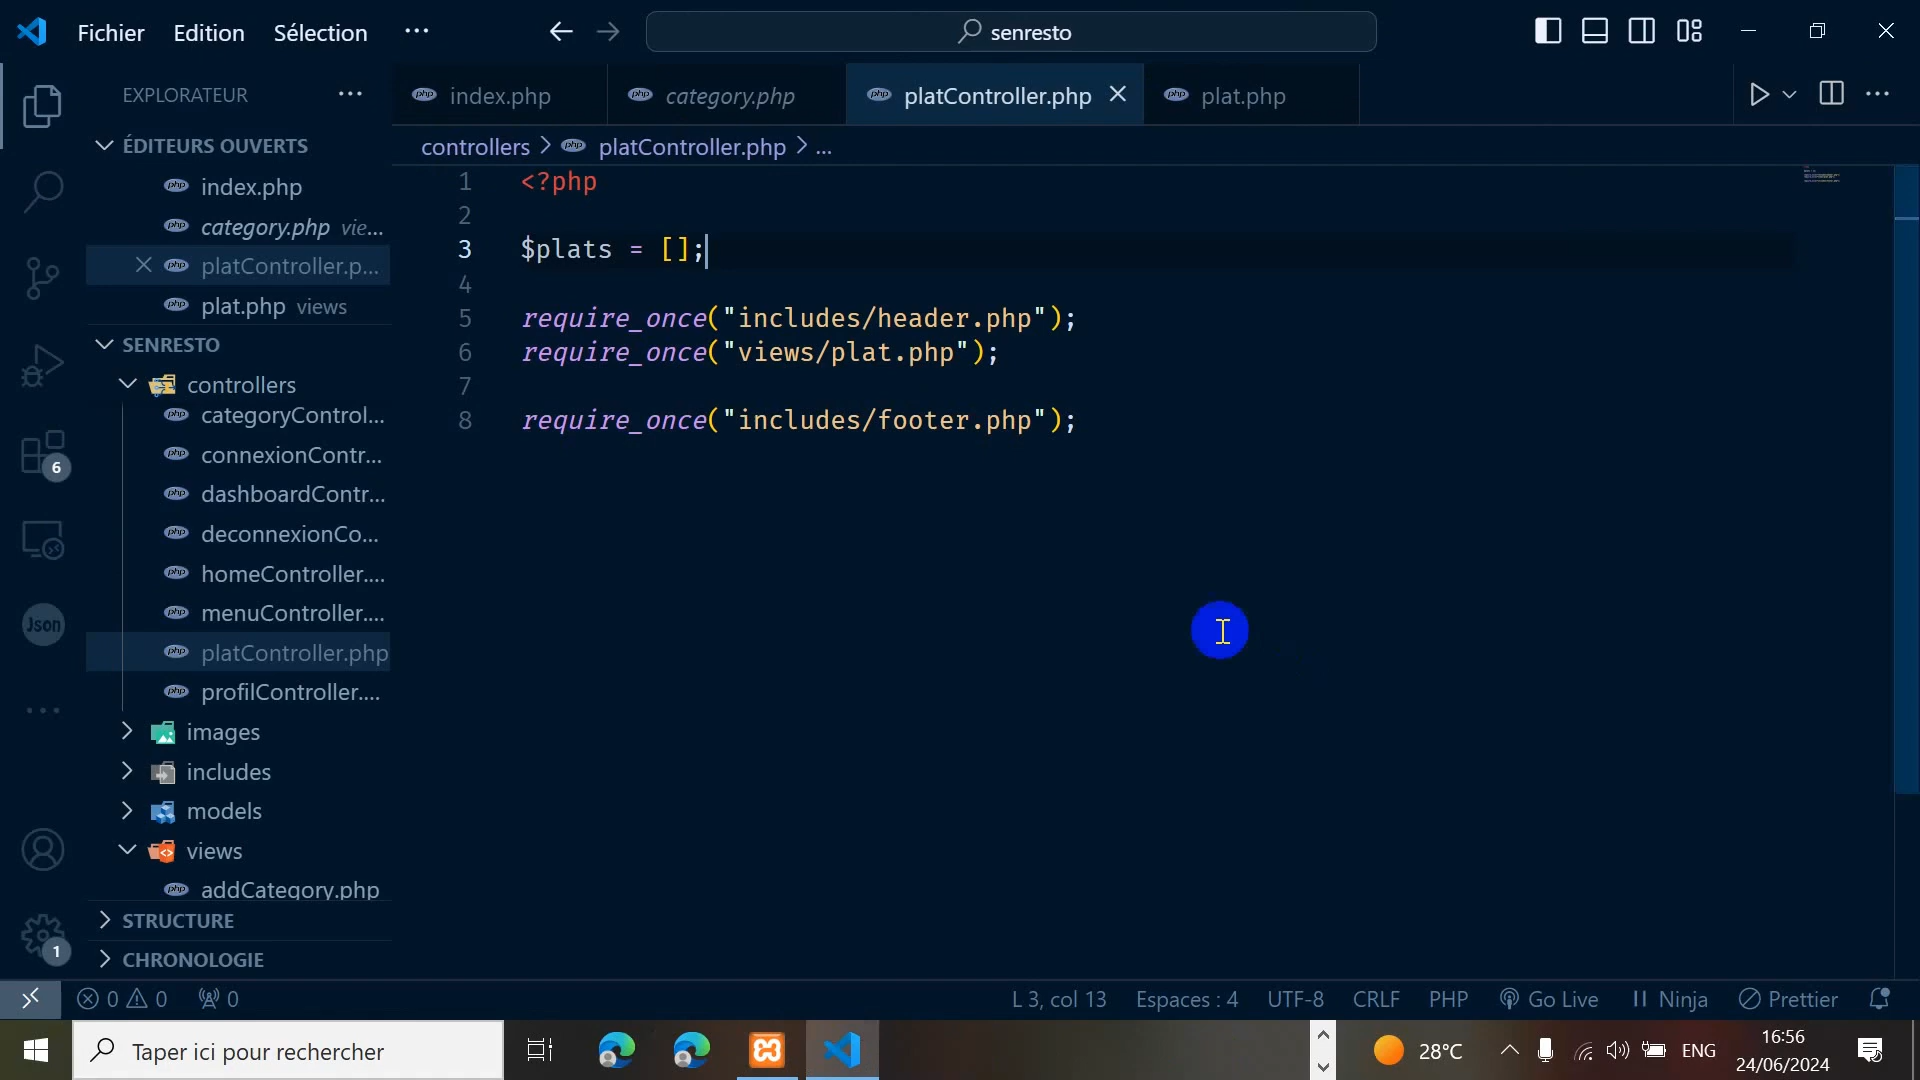 Fichier Edition Sélection ··· senresto
EXPLORATEUR ···
index.php category.php platController.php plat.php
ÉDITEURS OUVERTS
controllers > platController.php > ...
index.php
category.php vie...
platController.p...
plat.php views
SENRESTO
controllers
categoryControl...
connexionContr...
dashboardContr...
deconnexionCo...
homeController....
menuController....
platController.php
profilController....
images
includes
models
views
addCategory.php
STRUCTURE
CHRONOLOGIE
6
Json
1
1 <?php
2
3 $plats = [];
4
5 require_once("includes/header.php");
6 require_once("views/plat.php");
7
8 require_once("includes/footer.php");
0 0 0 L 3, col 13 Espaces : 4 UTF-8 CRLF PHP Go Live Ninja Prettier
Taper ici pour rechercher 28°C ENG 16:56
24/06/2024